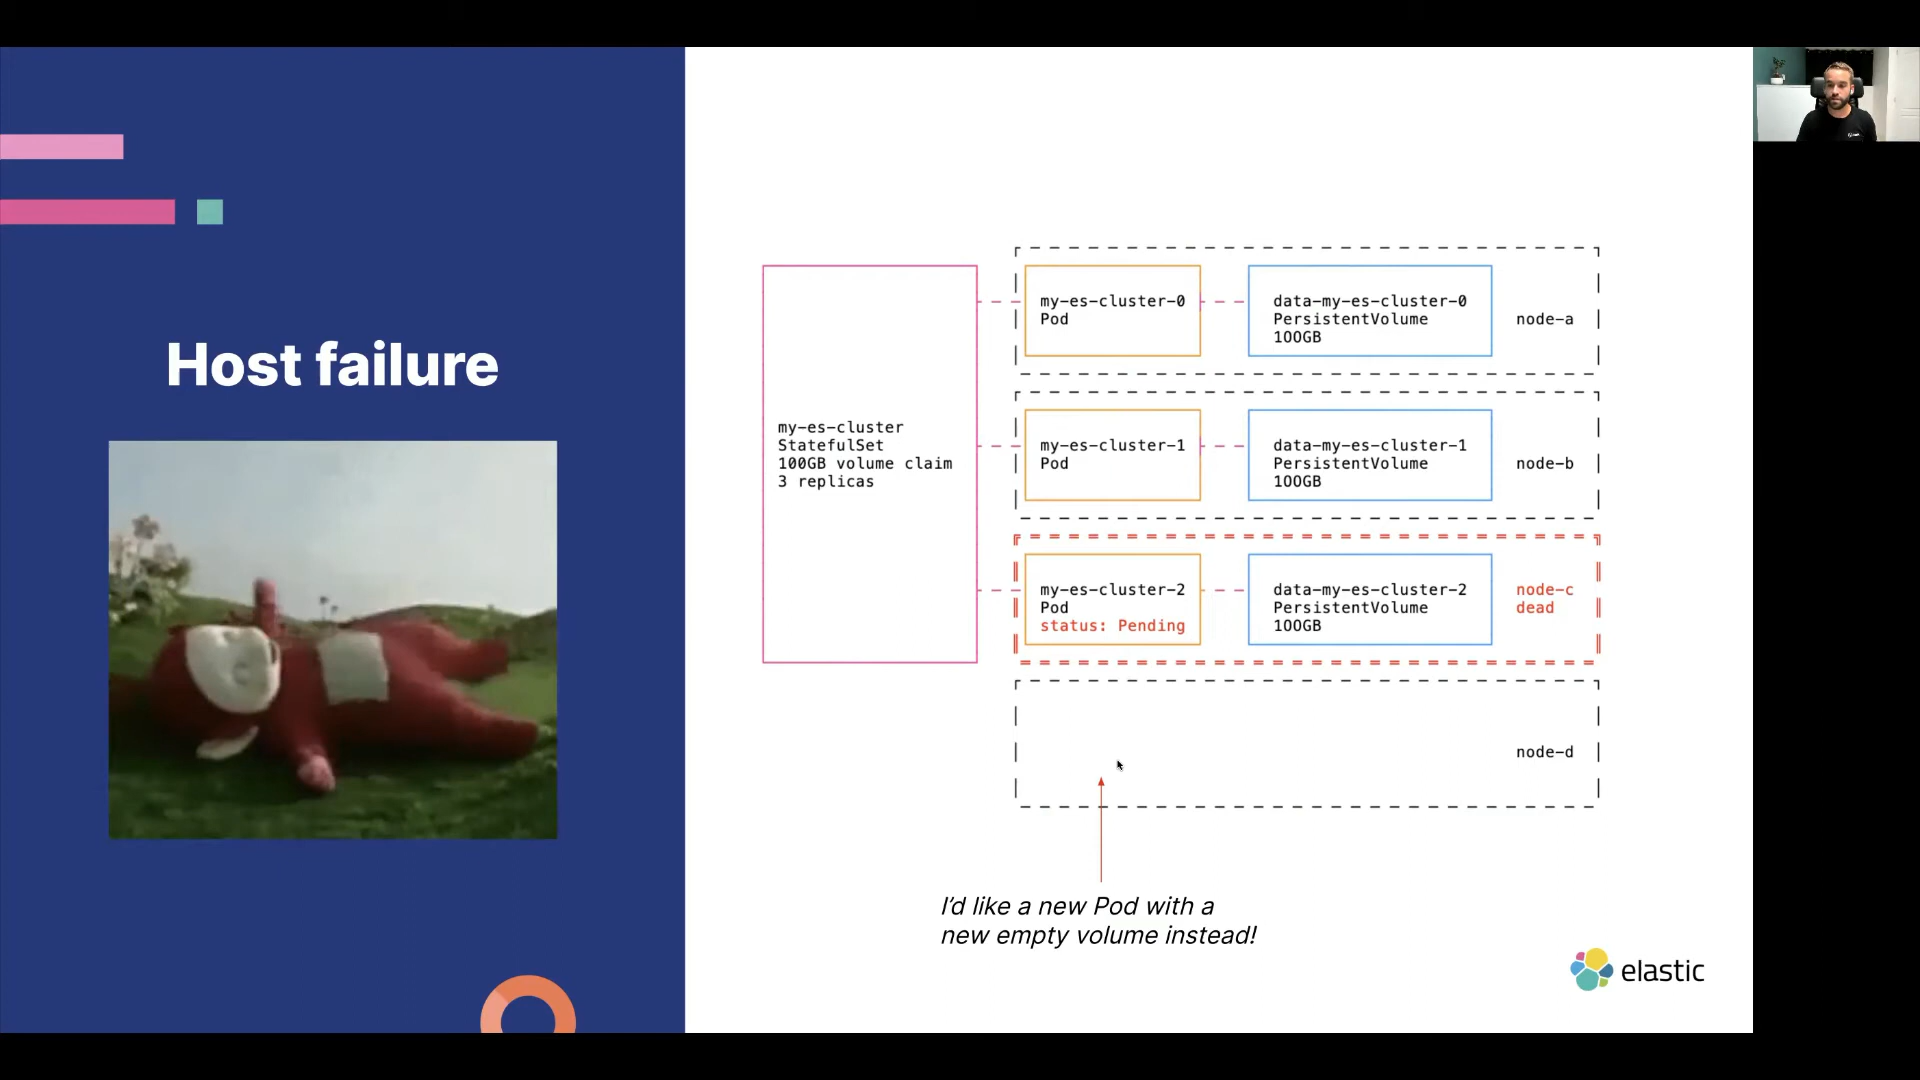 Host failure
my-es-cluster
StatefulSet
100GB volume claim
3 replicas
my-es-cluster-0
Pod
data-my-es-cluster-0
PersistentVolume
100GB
node-a
my-es-cluster-1
Pod
data-my-es-cluster-1
PersistentVolume
100GB
node-b
my-es-cluster-2
Pod
status: Pending
data-my-es-cluster-2
PersistentVolume
100GB
node-c
dead
node-d
I'd like a new Pod with a
new empty volume instead!
elastic